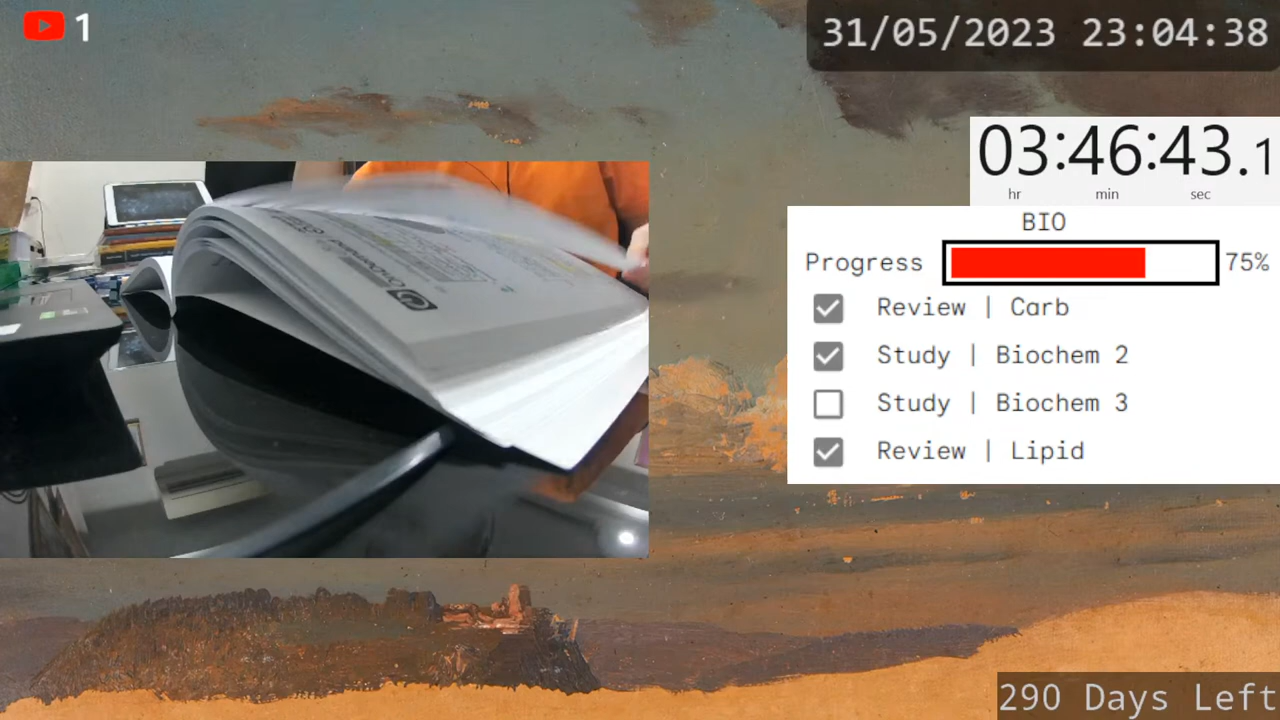 1
31/05/2023 23:04:38
03:46:43.1
hr min sec
BIO
Progress 75%
Review | Carb
Study | Biochem 2
Study | Biochem 3
Review | Lipid
290 Days Left